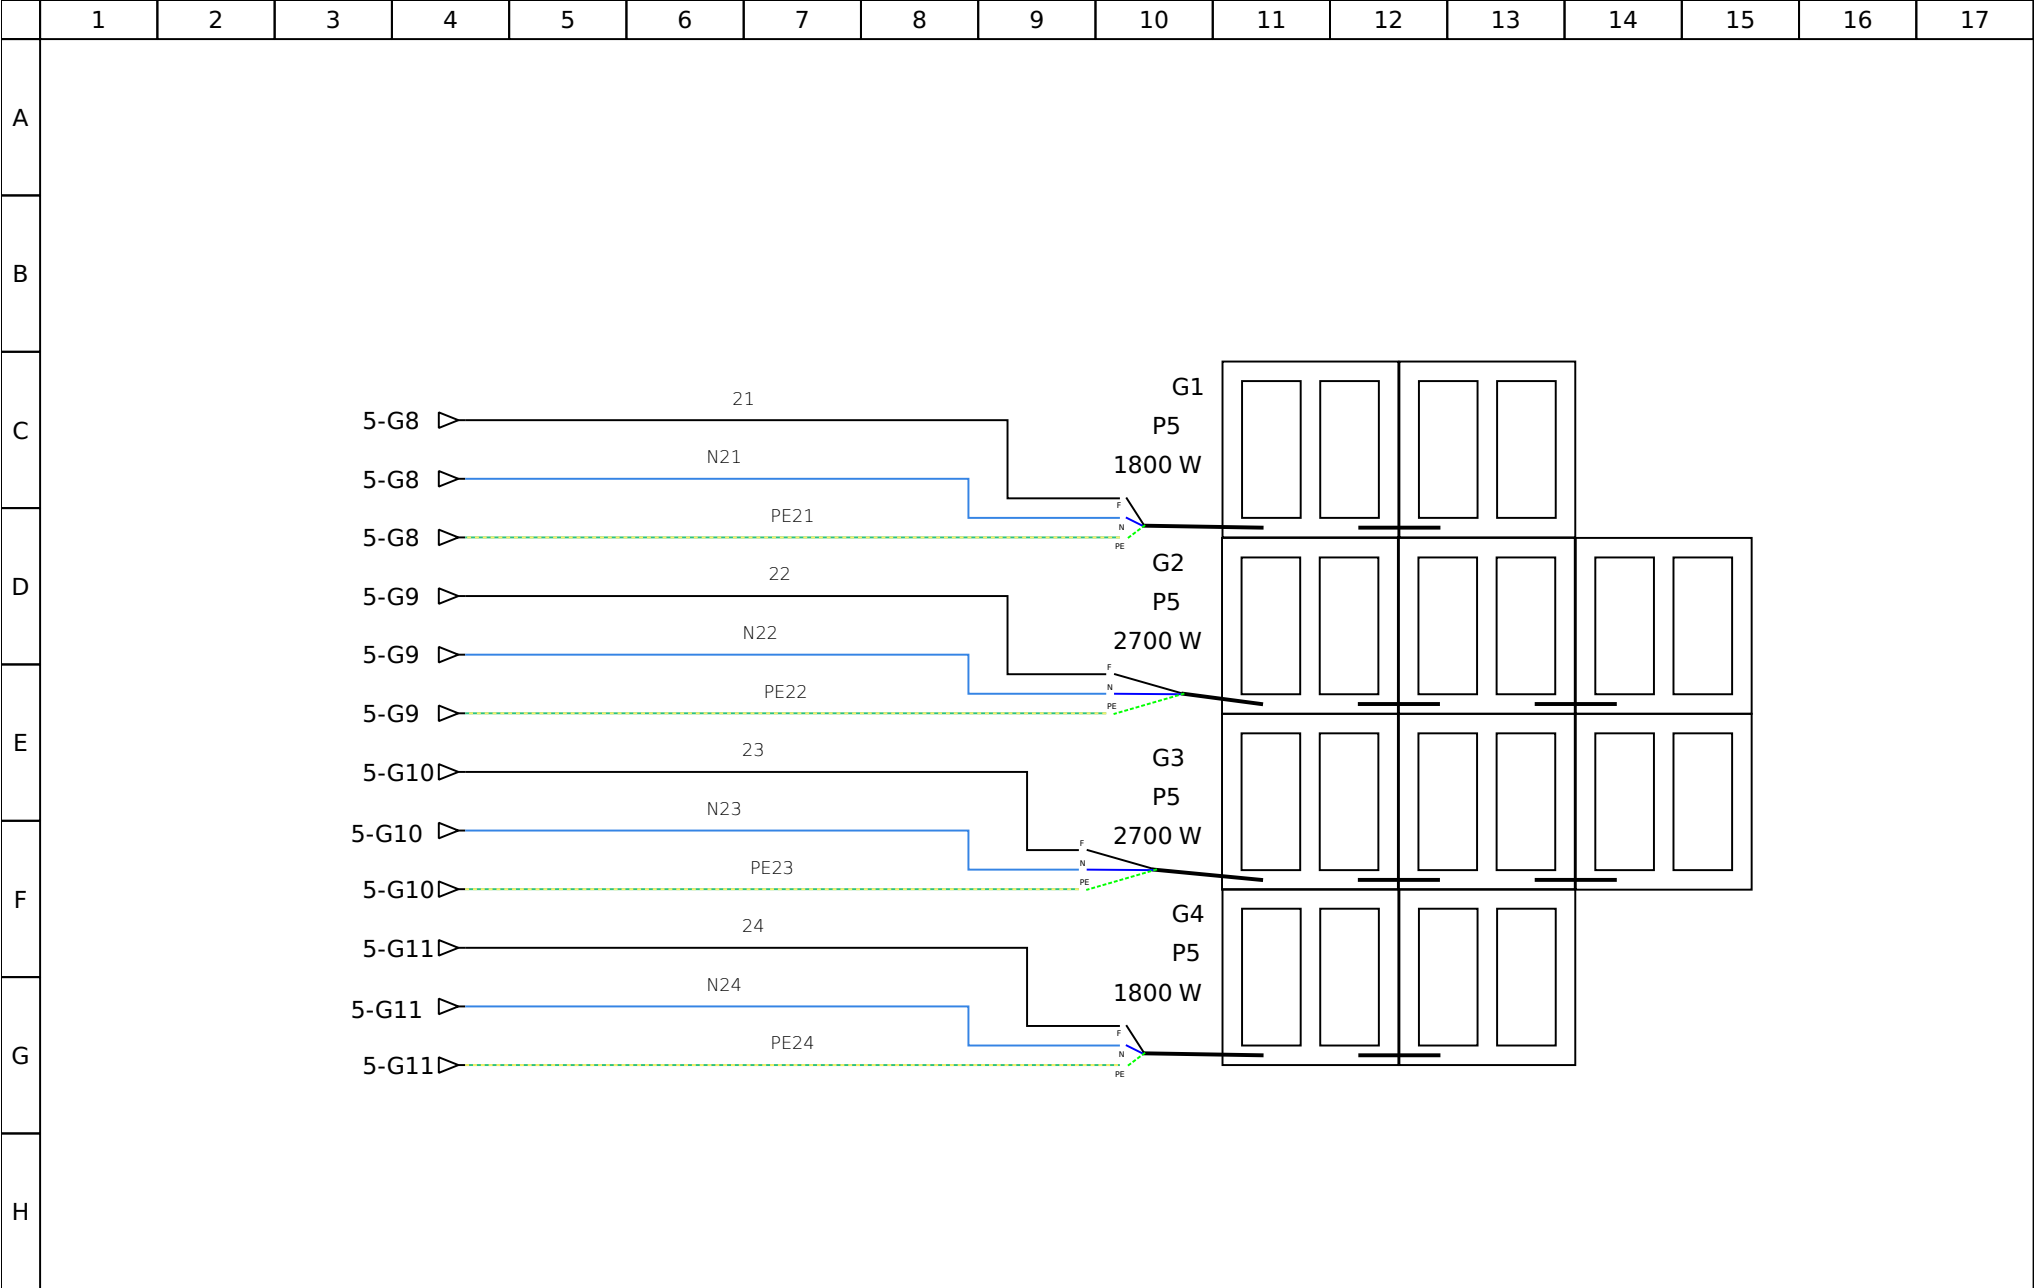 1 2 3 4 5 6 7 8 9 10 11 12 13 14 15 16 17
A
B
C
D
E
F
G
H
5-G8 21
5-G8 N21
5-G8 PE21
G1
P5
1800 W
F
N
PE
5-G9 22
5-G9 N22
5-G9 PE22
G2
P5
2700 W
F
N
PE
5-G10 23
5-G10 N23
5-G10 PE23
G3
P5
2700 W
F
N
PE
5-G11 24
5-G11 N24
5-G11 PE24
G4
P5
1800 W
F
N
PE